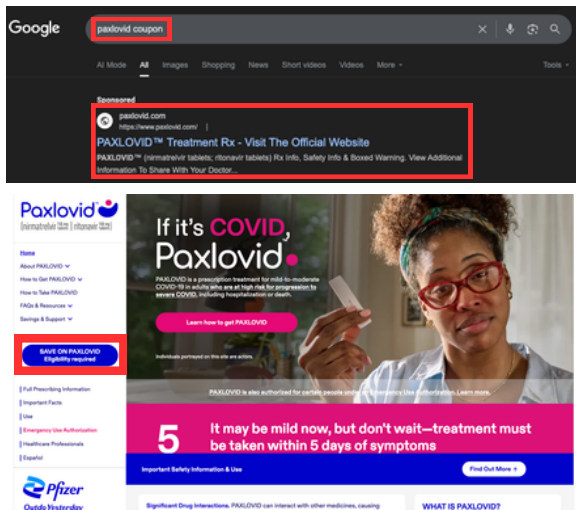 Google
paxlovid coupon
AI Mode All Images Shopping News Short videos Videos More Tools
Sponsored
paxlovid.com
https://www.paxlovid.com/
PAXLOVID™ Treatment Rx - Visit The Official Website
PAXLOVID™ (nirmatrelvir tablets; ritonavir tablets) Rx Info, Safety Info & Boxed Warning. View Additional
Information To Share With Your Doctor...
Paxlovid
(nirmatrelvir | ritonavir
Home
About PAXLOVID
How to Get PAXLOVID
How to Take PAXLOVID
FAQs & Resources
Savings & Support
SAVE ON PAXLOVID
Eligibility required
Full Prescribing Information
Important Facts
Use
Emergency Use Authorization
Healthcare Professionals
Español
Pfizer
Outdo Yesterday
If it's COVID,
Paxlovid.
PAXLOVID is a prescription treatment for mild-to-moderate
COVID-19 in adults who are at high risk for progression to
severe COVID, including hospitalization or death.
Learn how to get PAXLOVID
Individuals portrayed on this site are actors.
PAXLOVID is also authorized for certain people under Emergency Use Authorization. Learn more.
5
It may be mild now, but don't wait—treatment must
be taken within 5 days of symptoms
Important Safety Information & Use
Find Out More +
Significant Drug Interactions. PAXLOVID can interact with other medicines, causing
WHAT IS PAXLOVID?